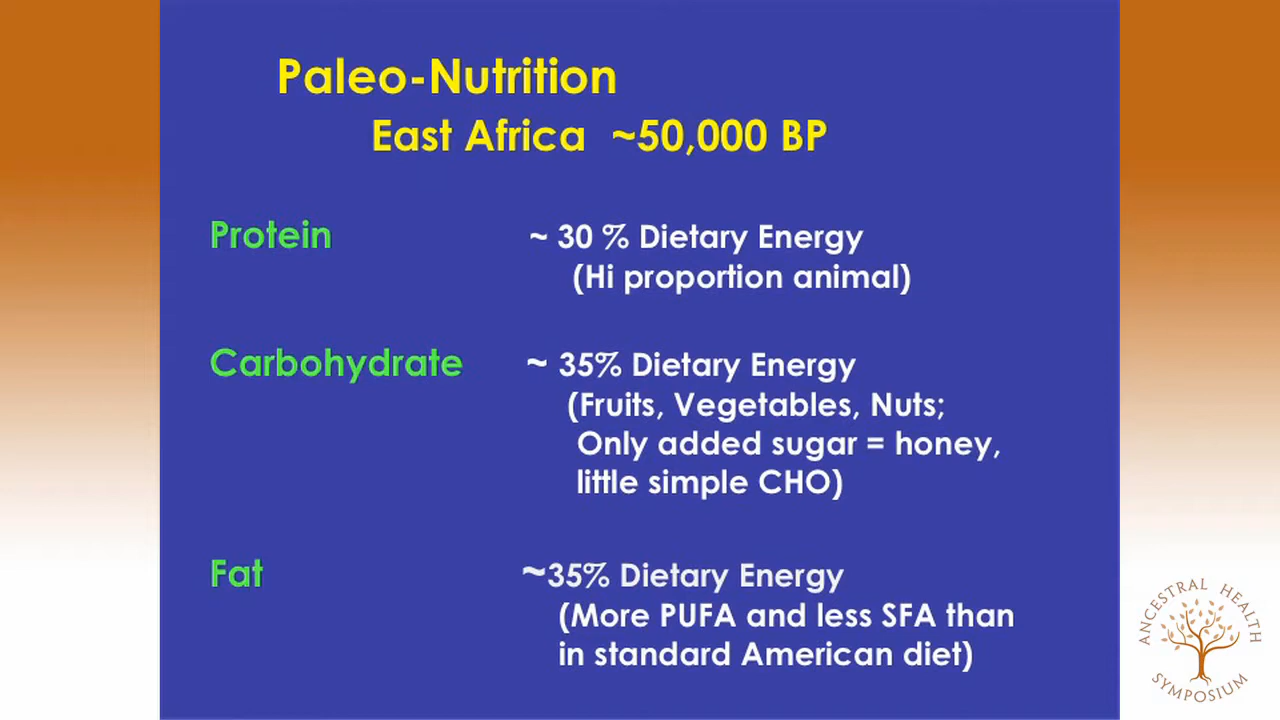 Paleo-Nutrition
East Africa ~50,000 BP
Protein ~ 30 % Dietary Energy
(Hi proportion animal)
Carbohydrate ~ 35% Dietary Energy
(Fruits, Vegetables, Nuts;
Only added sugar = honey,
little simple CHO)
Fat ~35% Dietary Energy
(More PUFA and less SFA than
in standard American diet)
ANCESTRAL HEALTH
SYMPOSIUM